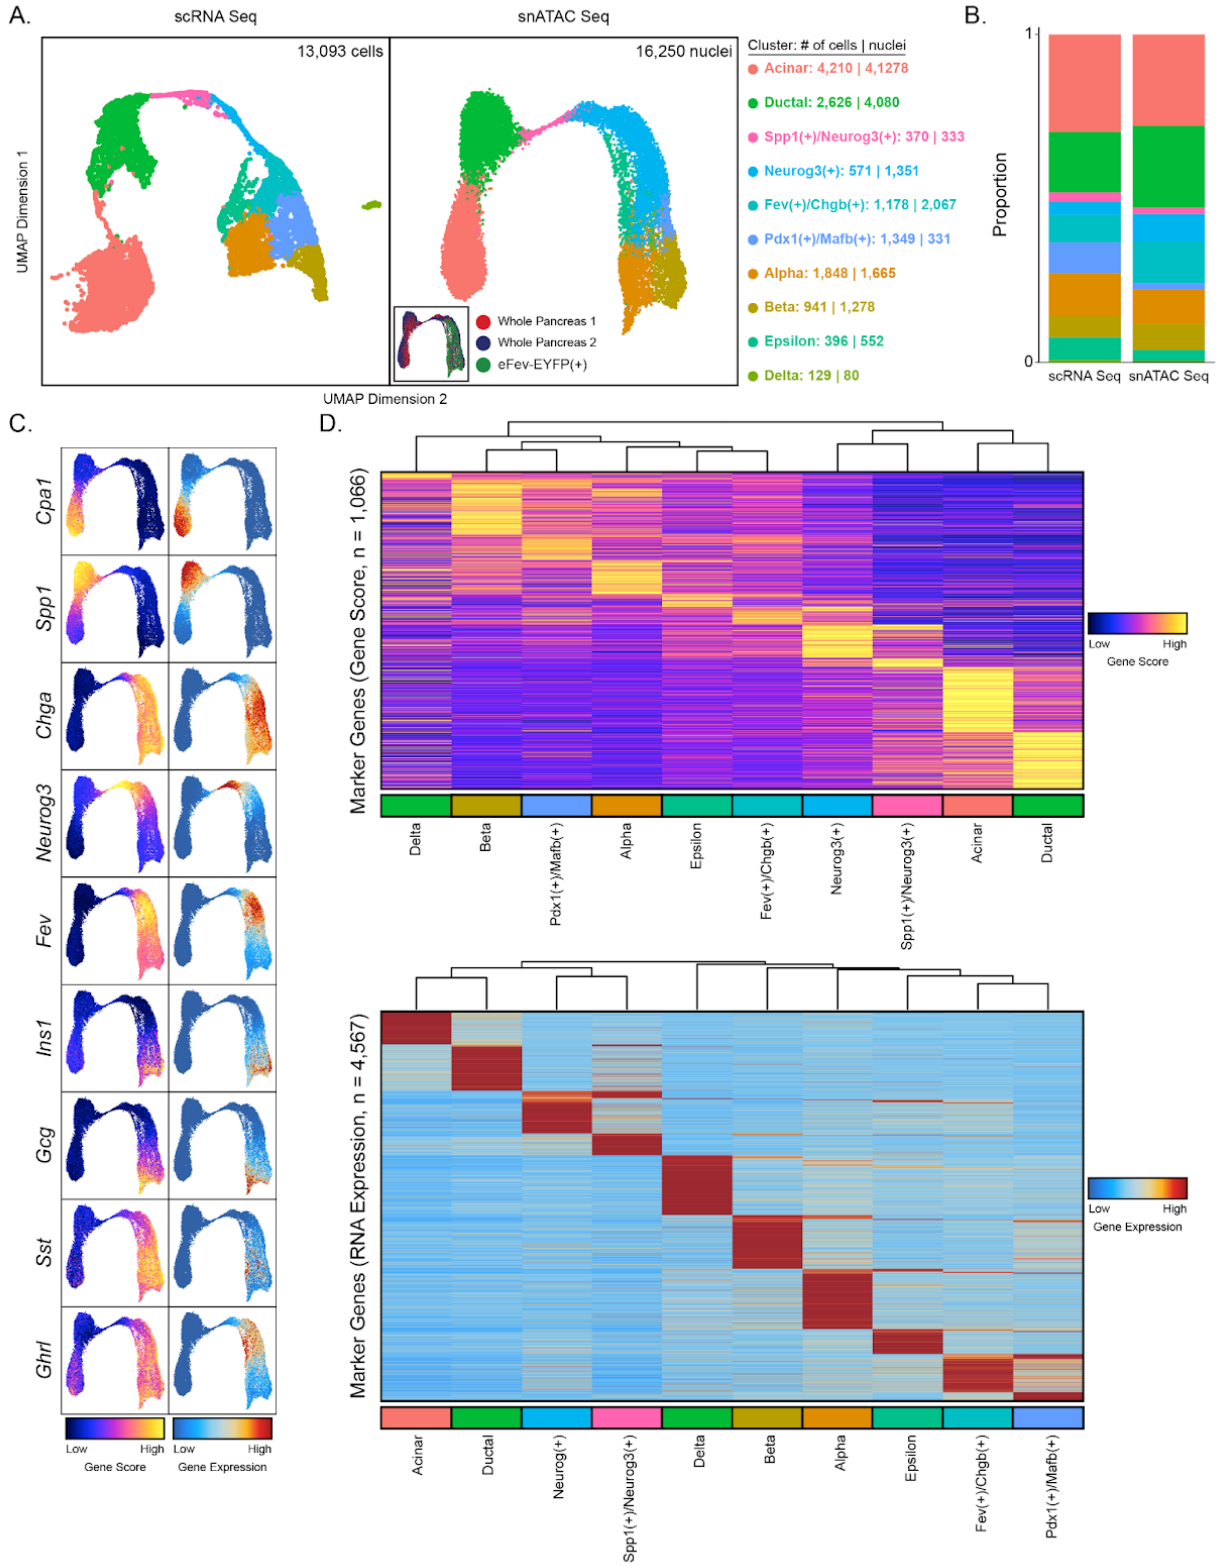 A.
scRNA Seq
snATAC Seq
B.
13,093 cells
16,250 nuclei
UMAP Dimension 1
UMAP Dimension 2
Whole Pancreas 1
Whole Pancreas 2
eFev-EYFP(+)
Cluster: # of cells | nuclei
Acinar: 4,210 | 4,1278
Ductal: 2,626 | 4,080
Spp1(+)/Neurog3(+): 370 | 333
Neurog3(+): 571 | 1,351
Fev(+)/Chgb(+): 1,178 | 2,067
Pdx1(+)/Mafb(+): 1,349 | 331
Alpha: 1,848 | 1,665
Beta: 941 | 1,278
Epsilon: 396 | 552
Delta: 129 | 80
1
Proportion
0
scRNA Seq
snATAC Seq
C.
Cpa1
Spp1
Chga
Neurog3
Fev
Ins1
Gcg
Sst
Ghrl
Low
High
Gene Score
Low
High
Gene Expression
D.
Marker Genes (Gene Score, n = 1,066)
Delta
Beta
Pdx1(+)/Mafb(+)
Alpha
Epsilon
Fev(+)/Chgb(+)
Neurog3(+)
Spp1(+)/Neurog3(+)
Acinar
Ductal
Low
High
Gene Score
Marker Genes (RNA Expression, n = 4,567)
Acinar
Ductal
Neurog(+)
Spp1(+)/Neurog3(+)
Delta
Beta
Alpha
Epsilon
Fev(+)/Chgb(+)
Pdx1(+)/Mafb(+)
Low
High
Gene Expression